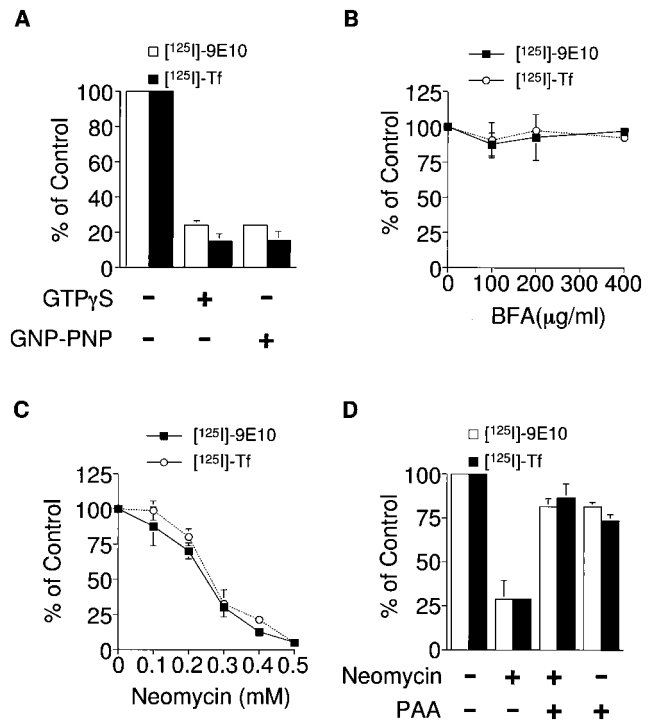 A
[¹²⁵I]-9E10
[¹²⁵I]-Tf
% of Control
100
80
60
40
20
0
GTPγS - + -
GNP-PNP - - +
B
[¹²⁵I]-9E10
[¹²⁵I]-Tf
% of Control
125
100
75
50
25
0
0 100 200 300 400
BFA(μg/ml)
C
[¹²⁵I]-9E10
[¹²⁵I]-Tf
% of Control
125
100
75
50
25
0
0 0.1 0.2 0.3 0.4 0.5
Neomycin (mM)
D
[¹²⁵I]-9E10
[¹²⁵I]-Tf
% of Control
100
75
50
25
0
Neomycin - + + -
PAA - - + +